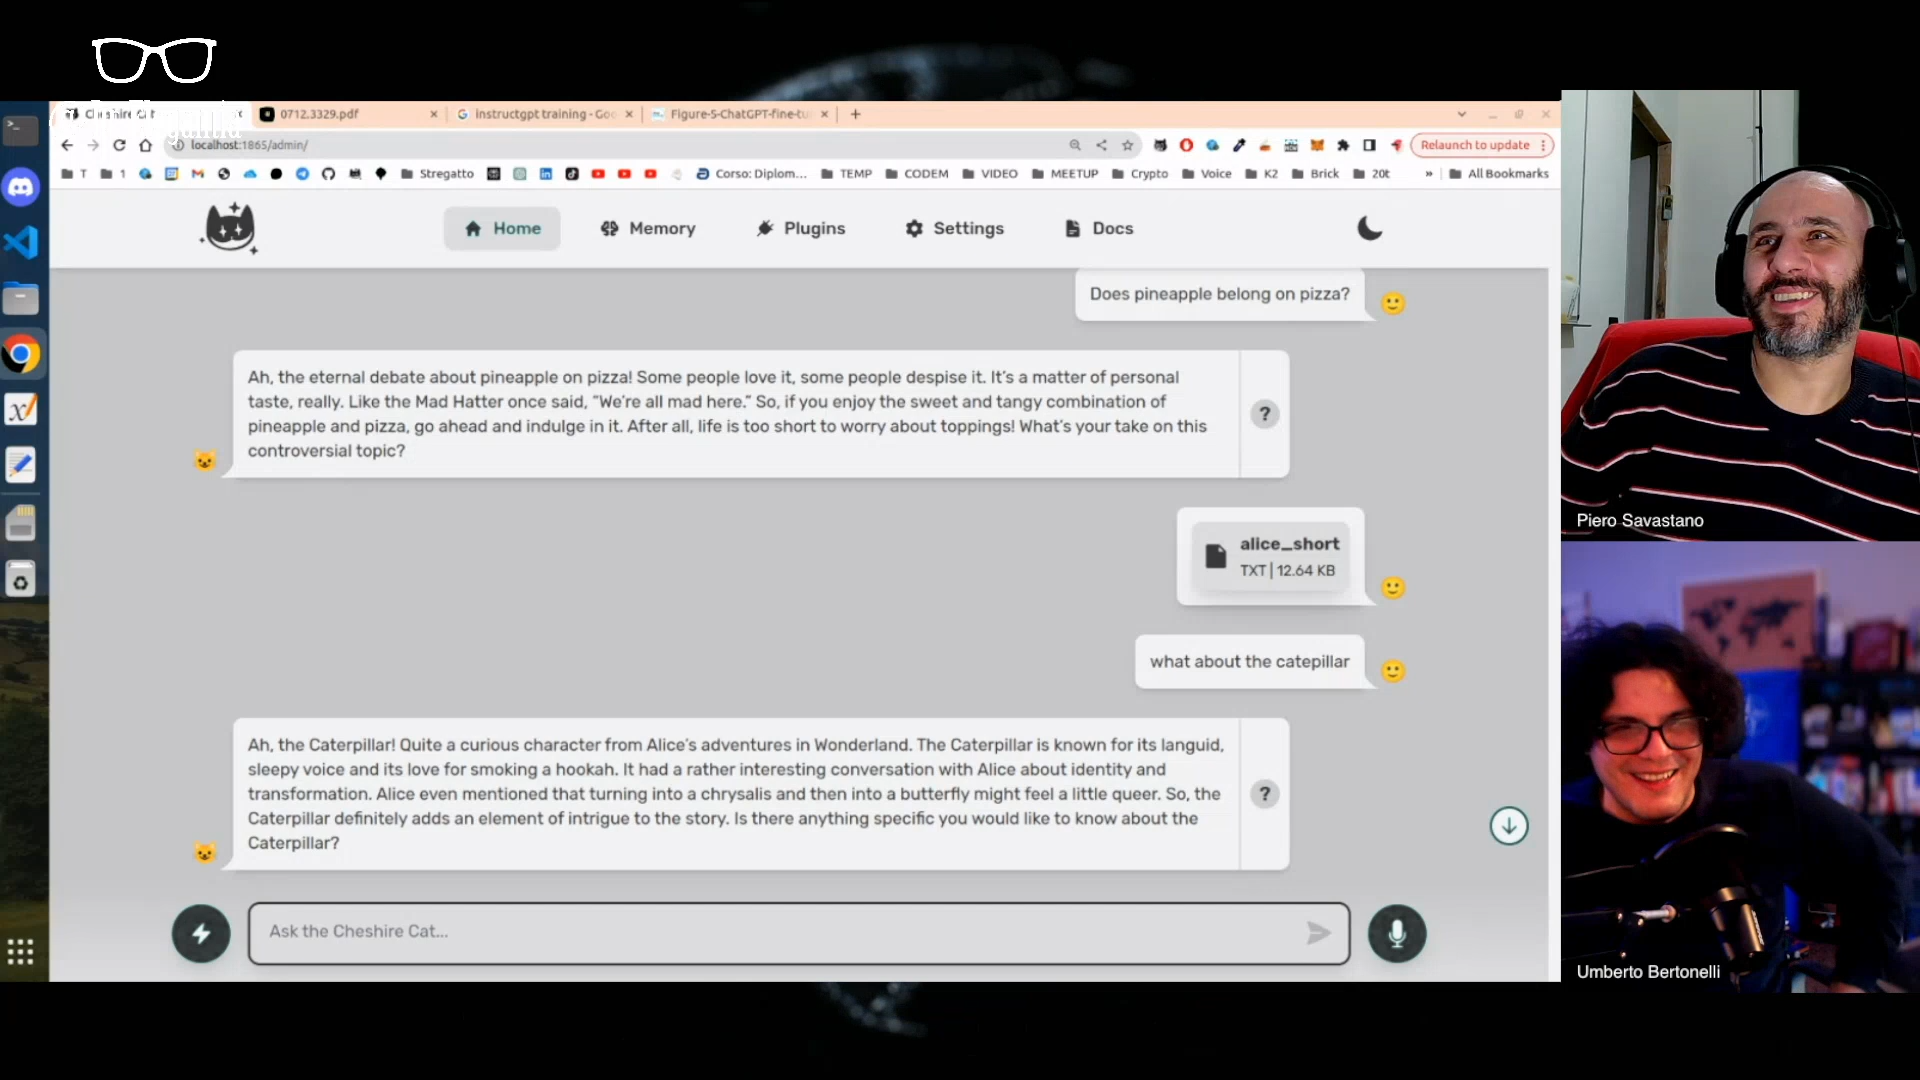 0712.3329.pdf
instructgpt training - Goo
Figure-5-ChatGPT-fine-tu
localhost:1865/admin/
Relaunch to update
T
1
Stregatto
Corso: Diplom...
TEMP
CODEM
VIDEO
MEETUP
Crypto
Voice
K2
Brick
20t
»
All Bookmarks
Home
Memory
Plugins
Settings
Docs
Does pineapple belong on pizza?
Ah, the eternal debate about pineapple on pizza! Some people love it, some people despise it. It's a matter of personal
taste, really. Like the Mad Hatter once said, "We're all mad here." So, if you enjoy the sweet and tangy combination of
pineapple and pizza, go ahead and indulge in it. After all, life is too short to worry about toppings! What's your take on this
controversial topic?
?
alice_short
TXT | 12.64 KB
what about the catepillar
Ah, the Caterpillar! Quite a curious character from Alice's adventures in Wonderland. The Caterpillar is known for its languid,
sleepy voice and its love for smoking a hookah. It had a rather interesting conversation with Alice about identity and
transformation. Alice even mentioned that turning into a chrysalis and then into a butterfly might feel a little queer. So, the
Caterpillar definitely adds an element of intrigue to the story. Is there anything specific you would like to know about the
Caterpillar?
?
Ask the Cheshire Cat...
Piero Savastano
Umberto Bertonelli